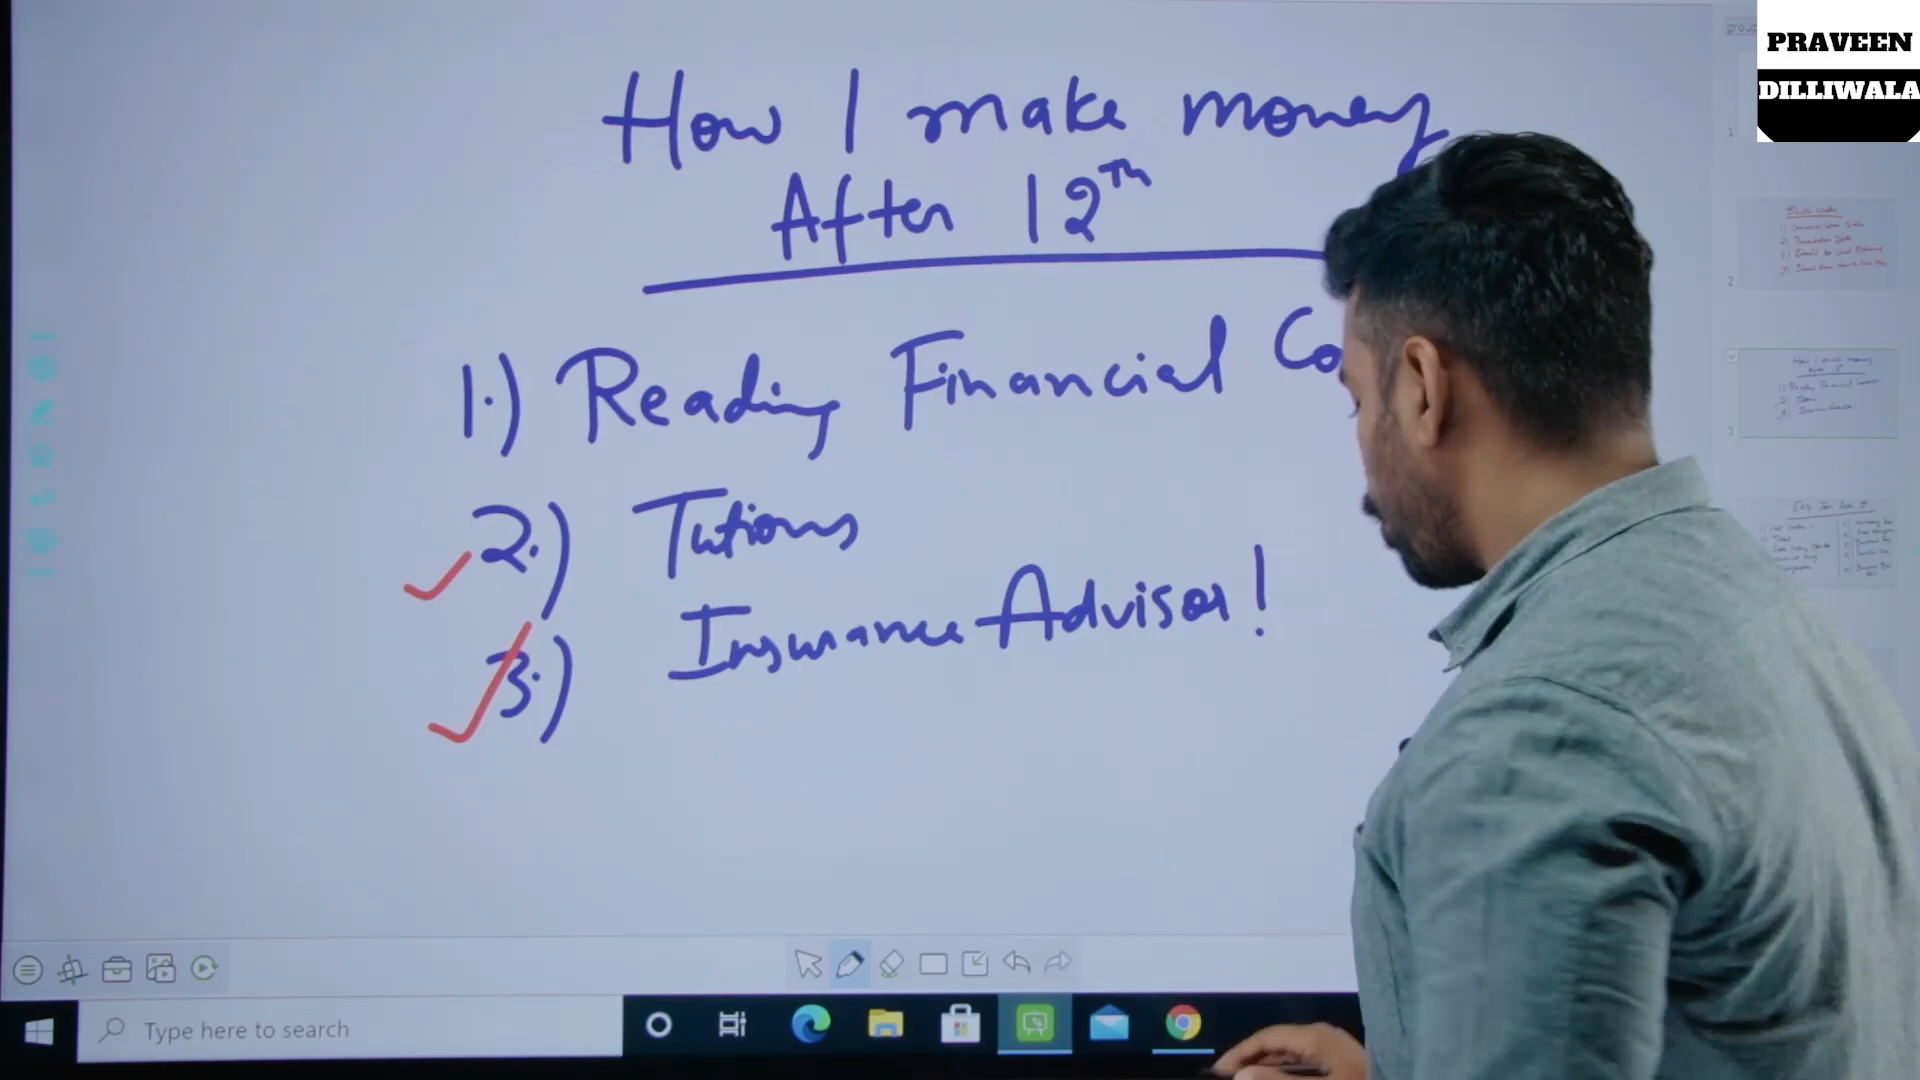 PRAVEEN
DILLIWALA
How I make money
After 12Th
1.) Reading Financial Co
2.) Tutions
3.) Insurance Advisor!
Type here to search